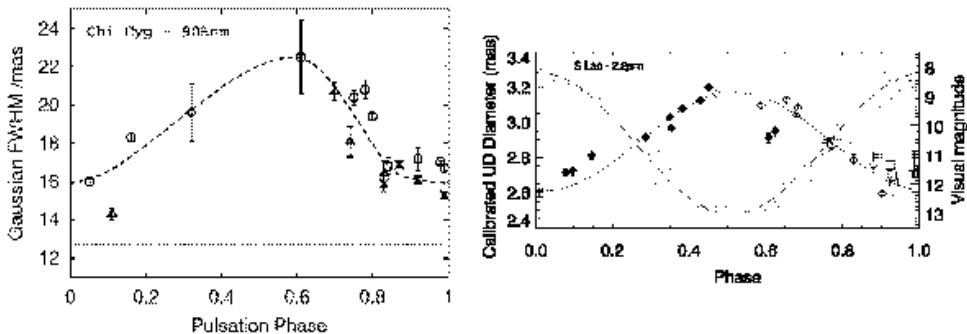 Gaussian FWHM /mas
24
22
20
18
16
14
12
Chi Cyg - 905nm
0 0.2 0.4 0.6 0.8 1
Pulsation Phase
Calibrated UD Diameter (mas)
3.4
3.2
3.0
2.8
2.6
2.4
S Lac - 2.2µm
8
9
10
11
12
13
Visual magnitude
0.0 0.2 0.4 0.6 0.8 1.0
Phase